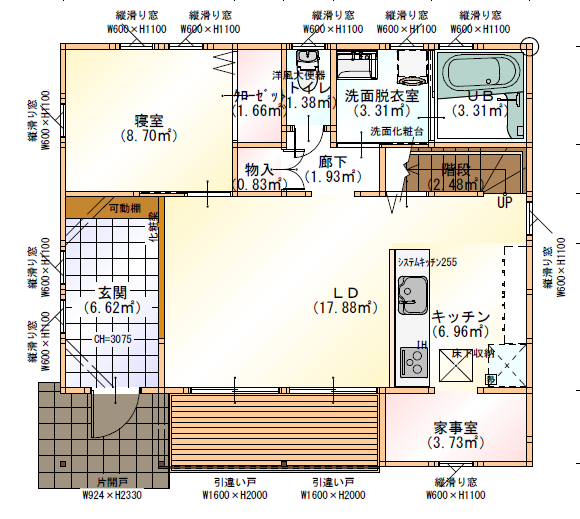 縦滑り窓
W600×H1100
縦滑り窓
W600×H1100
縦滑り窓
W600×H1100
縦滑り窓
W600×H1100
縦滑り窓
W600×H1100
縦滑り窓
W600×H1100
寝室
(8.70㎡)
クローゼット
(1.66㎡)
洋風大便器
トイレ
(1.38㎡)
洗面脱衣室
(3.31㎡)
洗面化粧台
UB
(3.31㎡)
物入
(0.83㎡)
廊下
(1.93㎡)
階段
(2.48㎡)
UP
可動棚
化粧梁
縦滑り窓
W600×H1100
縦滑り窓
W600×H1100
縦滑り窓
W600×H1100
玄関
(6.62㎡)
CH=3075
LD
(17.88㎡)
システムキッチン255
キッチン
(6.96㎡)
IH
床下収納
家事室
(3.73㎡)
片開戸
W924×H2330
引違い戸
W1600×H2000
引違い戸
W1600×H2000
縦滑り窓
W600×H1100